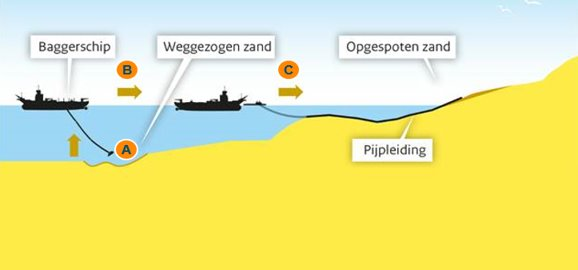 Baggerschip
Weggezogen zand
Opgespoten zand
B
C
A
Pijpleiding